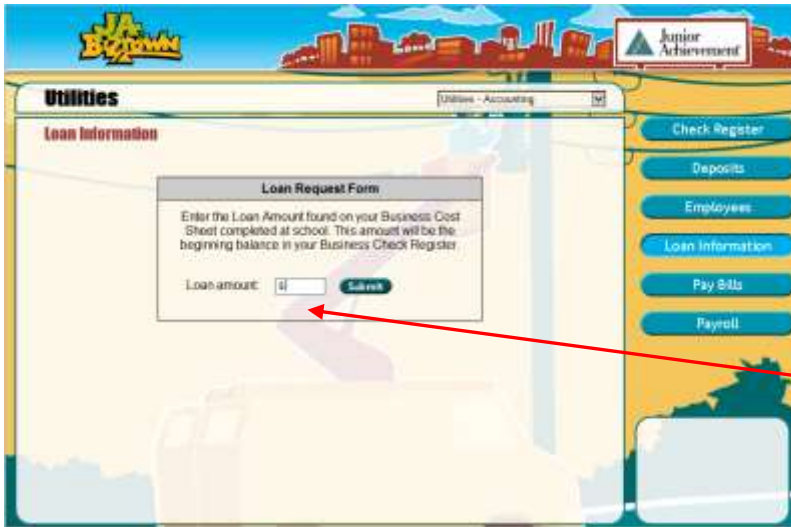 JA
BizTown
Junior
Achievement
Utilities
Utilities - Accounting
Loan Information
Loan Request Form
Enter the Loan Amount found on your Business Cost
Sheet completed at school. This amount will be the
beginning balance in your Business Check Register
Loan amount:
Submit
Check Register
Deposits
Employees
Loan Information
Pay Bills
Payroll